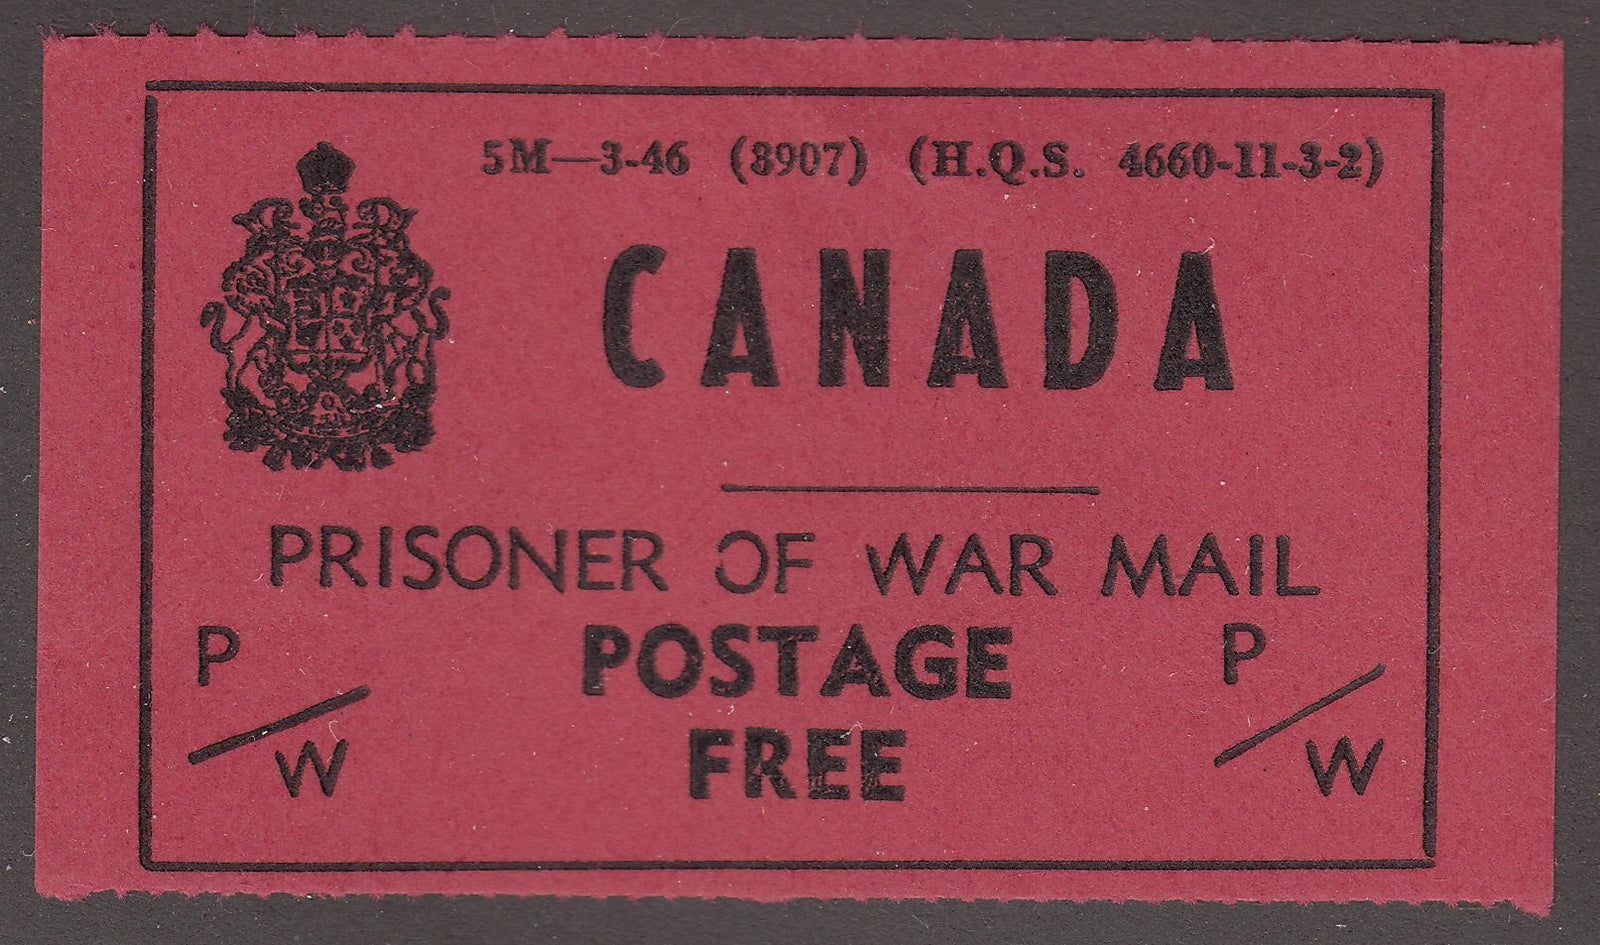 5M—3-46 (8907) (H.Q.S. 4660-11-3-2)
CANADA
PRISONER OF WAR MAIL
POSTAGE
FREE
P/W
P/W